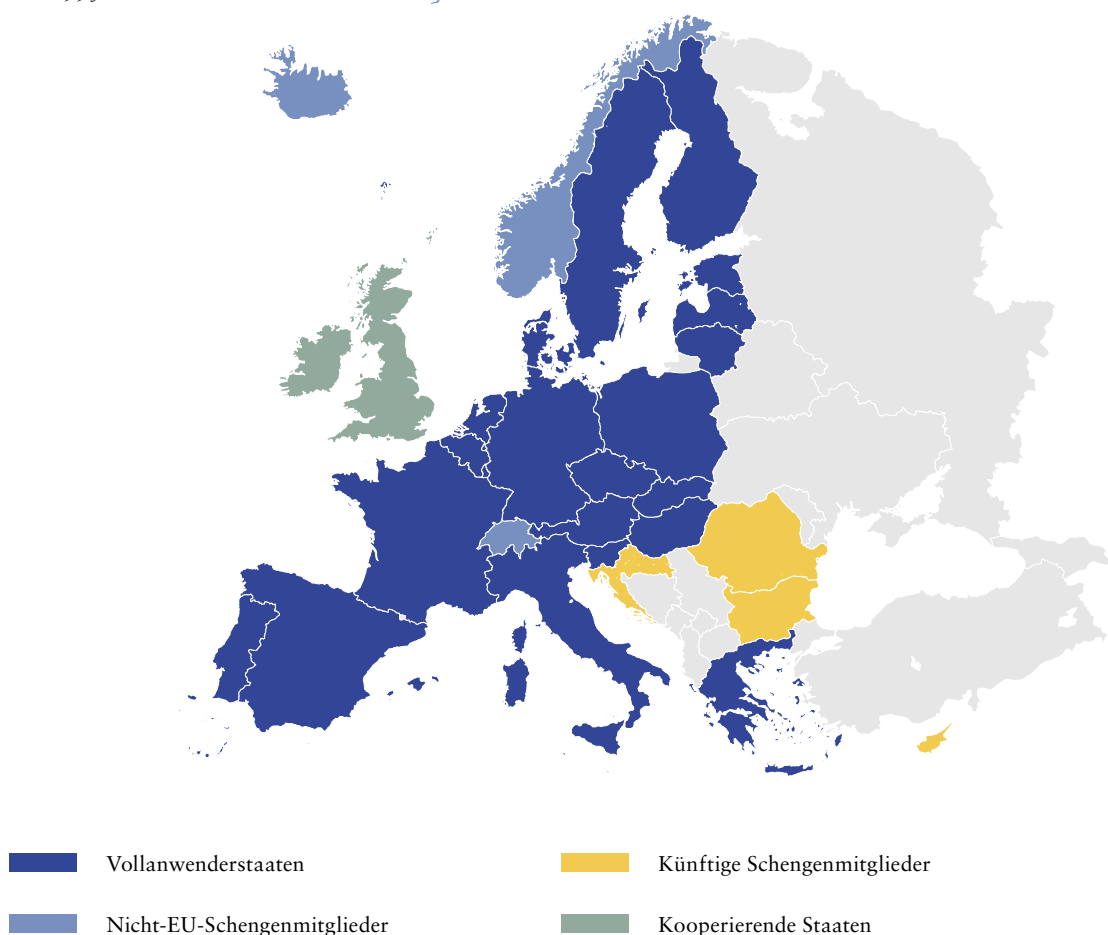 Vollanwenderstaaten
Künftige Schengenmitglieder
Nicht-EU-Schengenmitglieder
Kooperierende Staaten